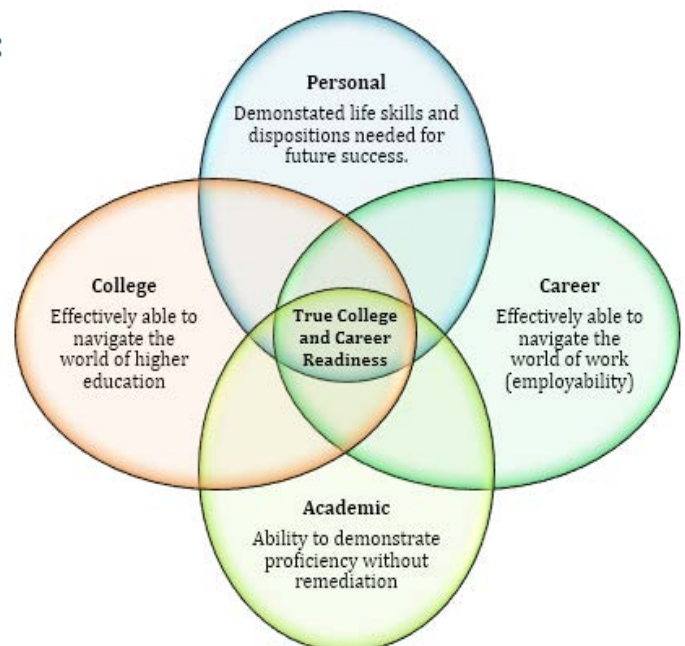 :
Personal
Demonstated life skills and
dispositions needed for
future success.
College
Effectively able to
navigate the
world of higher
education
True College
and Career
Readiness
Career
Effectively able to
navigate the
world of work
(employability)
Academic
Ability to demonstrate
proficiency without
remediation